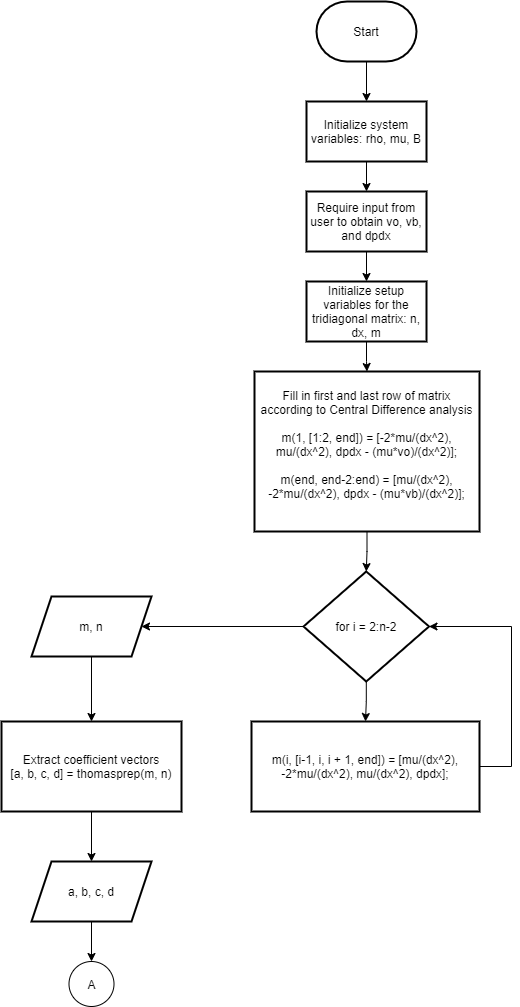 Start
Initialize system
variables: rho, mu, B
Require input from
user to obtain vo, vb,
and dpdx
Initialize setup
variables for the
tridiagonal matrix: n,
dx, m
Fill in first and last row of matrix
according to Central Difference analysis
m(1, [1:2, end]) = [-2*mu/(dx^2),
mu/(dx^2), dpdx - (mu*vo)/(dx^2)];
m(end, end-2:end) = [mu/(dx^2),
-2*mu/(dx^2), dpdx - (mu*vb)/(dx^2)];
for i = 2:n-2
m, n
m(i, [i-1, i, i + 1, end]) = [mu/(dx^2),
-2*mu/(dx^2), mu/(dx^2), dpdx];
Extract coefficient vectors
[a, b, c, d] = thomasprep(m, n)
a, b, c, d
A